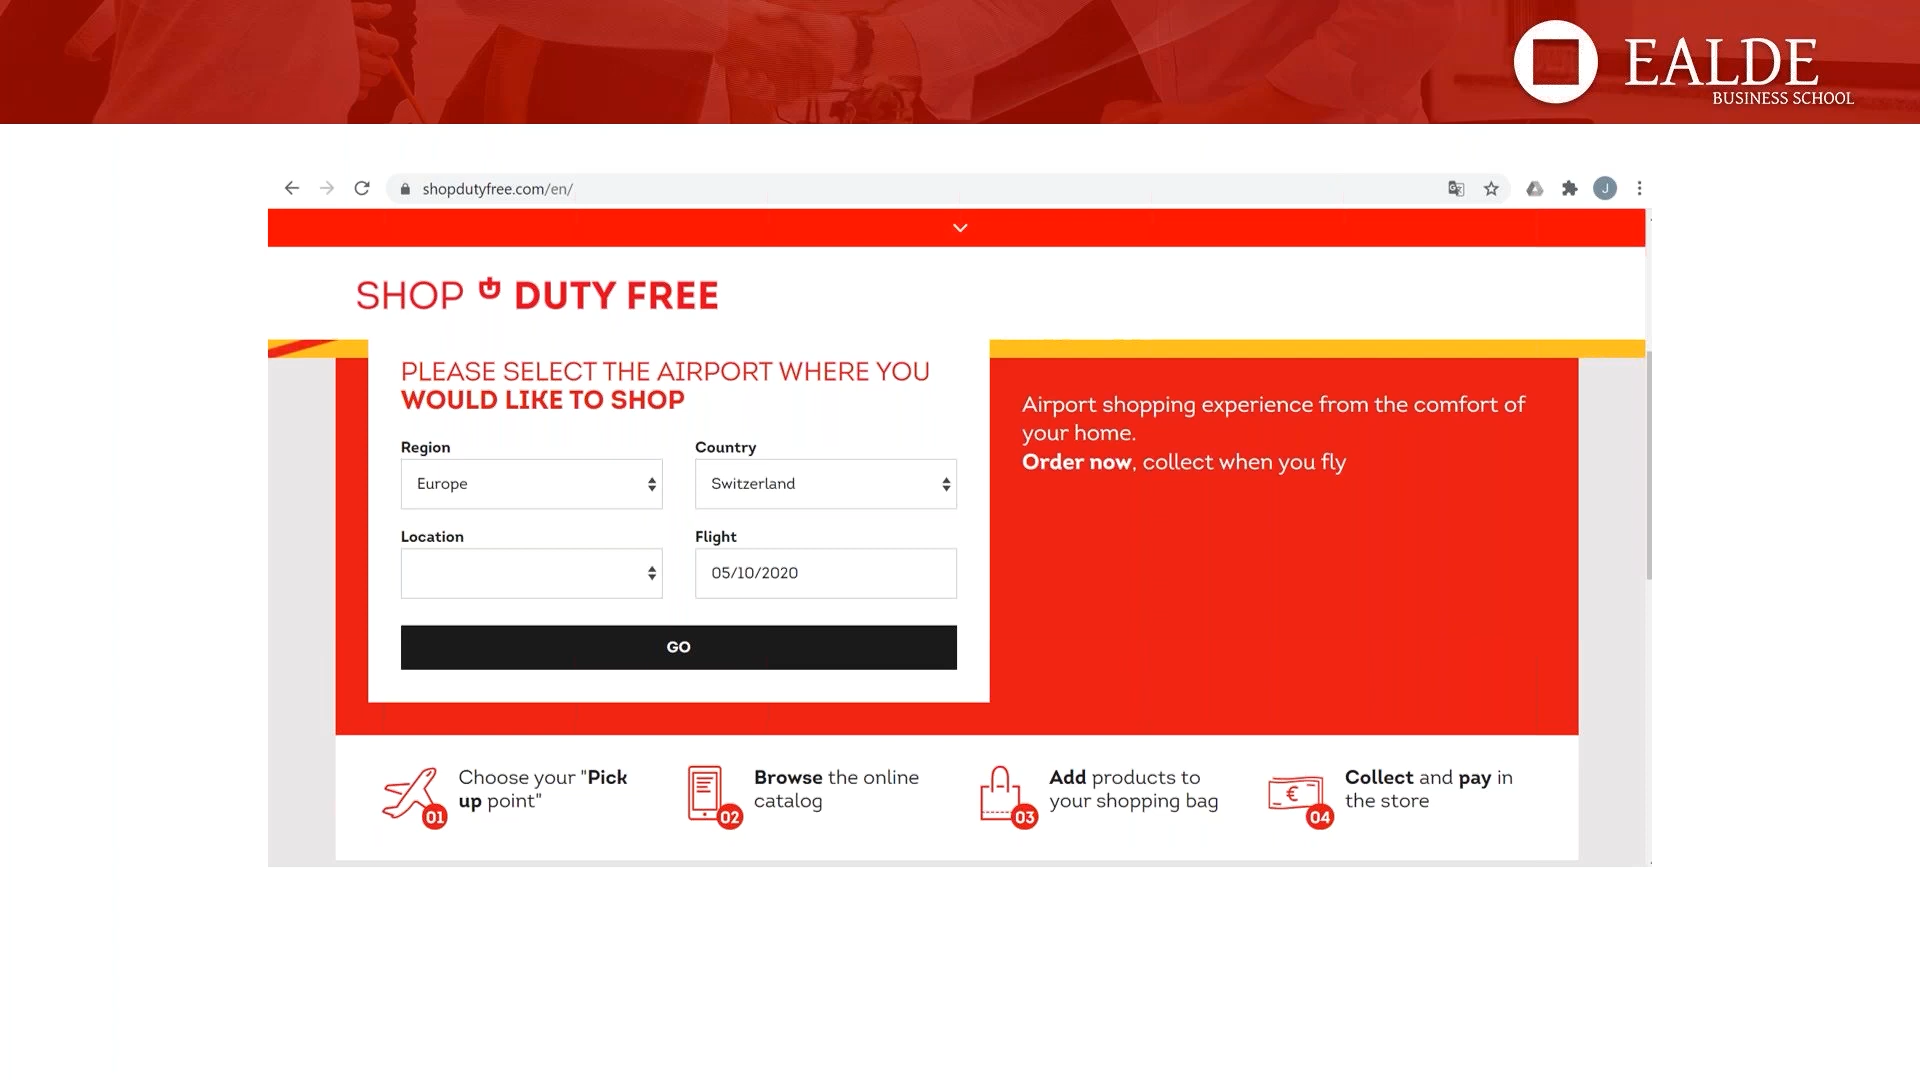 EALDE
BUSINESS SCHOOL
shopdutyfree.com/en/
J
SHOP DUTY FREE
PLEASE SELECT THE AIRPORT WHERE YOU
WOULD LIKE TO SHOP
Region
Country
Europe
Switzerland
Location
Flight
05/10/2020
GO
Airport shopping experience from the comfort of
your home.
Order now, collect when you fly
01
Choose your "Pick
up point"
02
Browse the online
catalog
03
Add products to
your shopping bag
€
04
Collect and pay in
the store